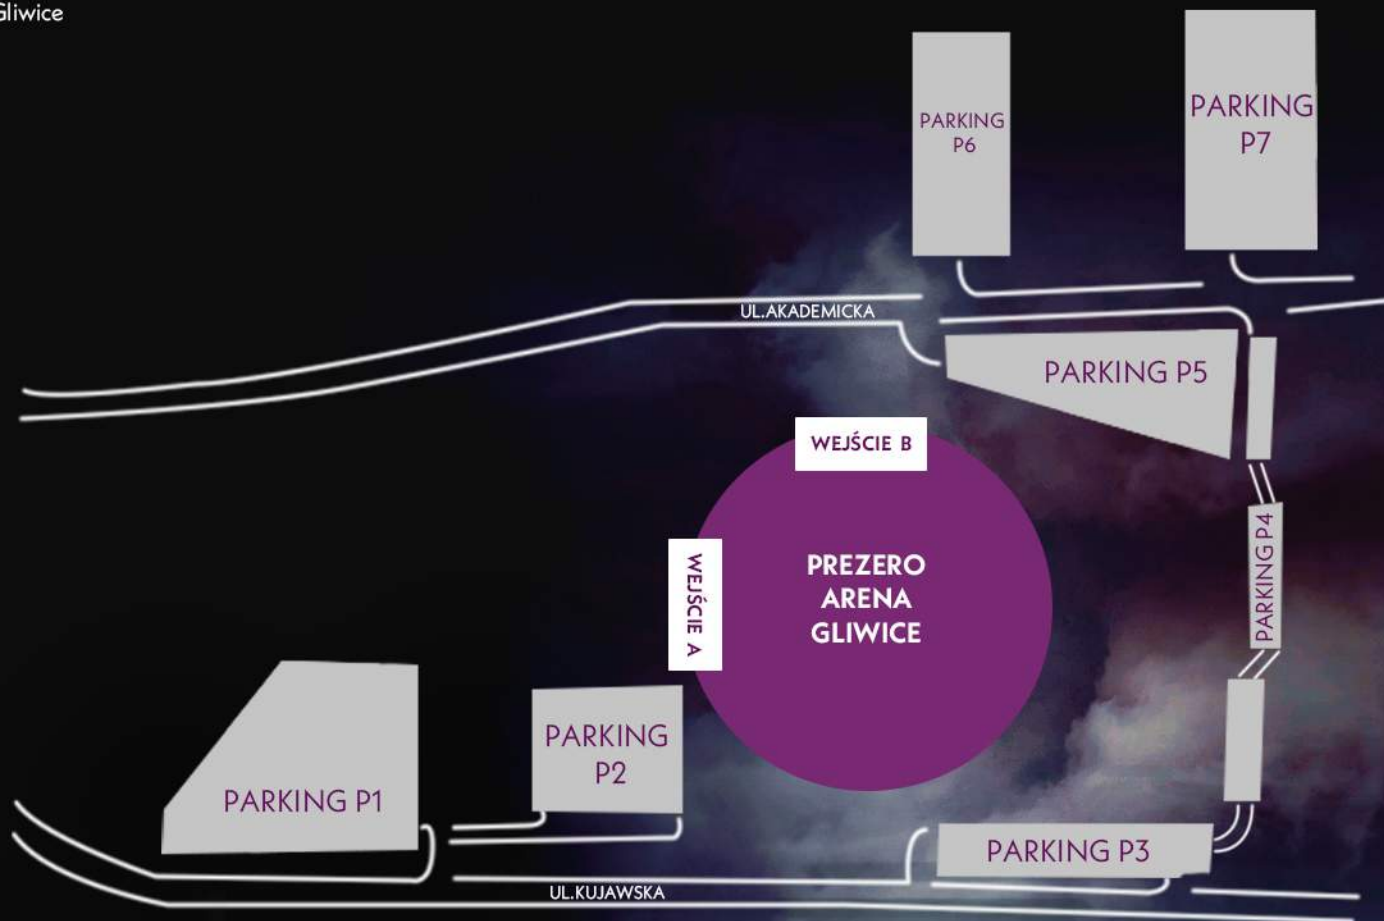 Gliwice
PARKING
P6
PARKING
P7
UL.AKADEMICKA
PARKING P5
WEJŚCIE B
WEJŚCIE A
PREZERO
ARENA
GLIWICE
PARKING P4
PARKING P1
PARKING
P2
PARKING P3
UL.KUJAWSKA